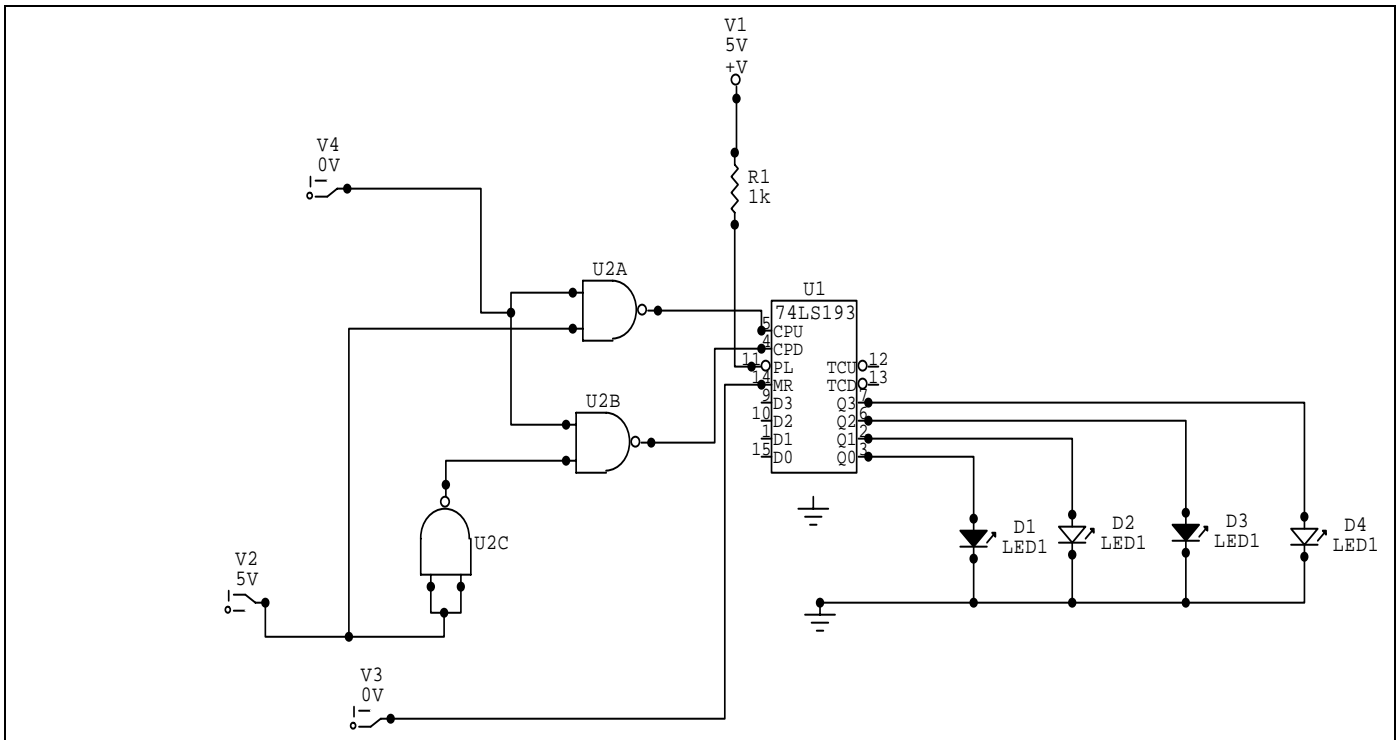 V1
5V
+V
V4
0V
R1
1k
U2A
U1
74LS193
5 CPU
4 CPD
11 PL TCU 12
14 MR TCD 13
9 D3 Q3 7
10 D2 Q2 6
1 D1 Q1 2
15 D0 Q0 3
U2B
U2C
D1
LED1
D2
LED1
D3
LED1
D4
LED1
V2
5V
V3
0V